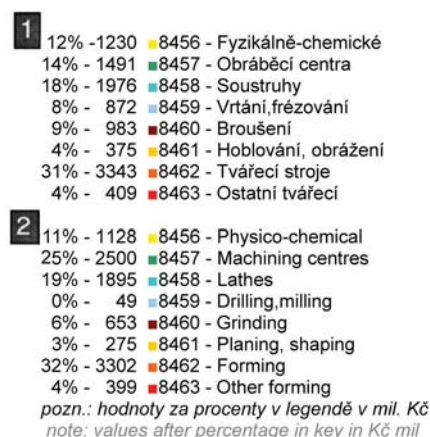 1
12% -1230 8456 - Fyzikálně-chemické
14% - 1491 8457 - Obráběcí centra
18% - 1976 8458 - Soustruhy
8% - 872 8459 - Vrtání,frézování
9% - 983 8460 - Broušení
4% - 375 8461 - Hoblování, obrážení
31% - 3343 8462 - Tvářecí stroje
4% - 409 8463 - Ostatní tvářecí
2
11% - 1128 8456 - Physico-chemical
25% - 2500 8457 - Machining centres
19% - 1895 8458 - Lathes
0% - 49 8459 - Drilling,milling
6% - 653 8460 - Grinding
3% - 275 8461 - Planing, shaping
32% - 3302 8462 - Forming
4% - 399 8463 - Other forming
pozn.: hodnoty za procenty v legendě v mil. Kč
note: values after percentage in key in Kč mil